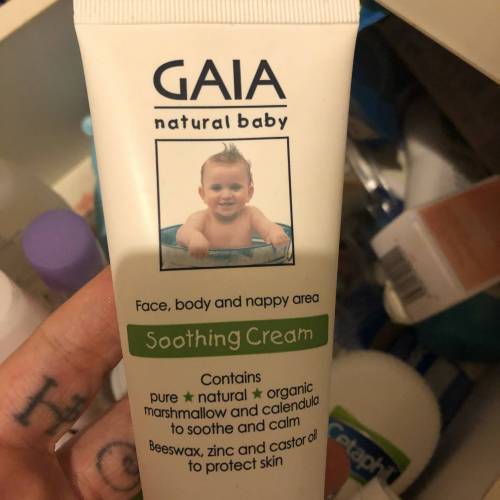 GAIA
natural baby
Face, body and nappy area
Soothing Cream
Contains
pure ★ natural ★ organic
marshmallow and calendula
to soothe and calm
Beeswax, zinc and castor oil
to protect skin
Cetaphil